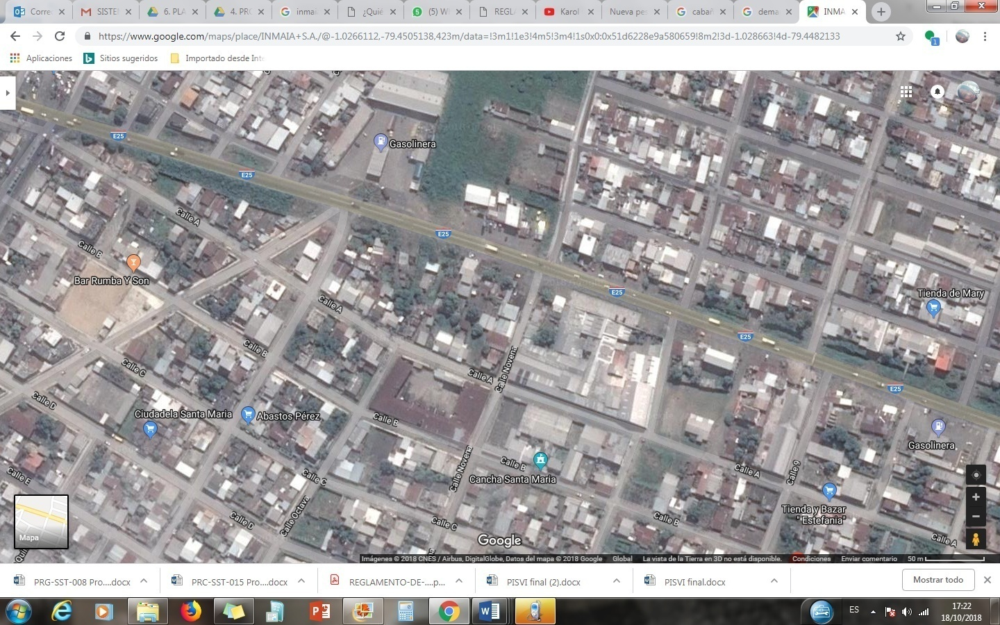 Corre
SISTEM
6. PLA
4. PRC
inmai
¿Quié
(5) W
REGLA
Karol
Nueva pes
cabañ
dema
INMA
https://www.google.com/maps/place/INMAIA+S.A./@-1.0266112,-79.4505138,423m/data=!3m1!1e3!4m5!3m4!1s0x0:0x51d6228e9a580659!8m2!3d-1.028663!4d-79.4482133
1
Aplicaciones
Sitios sugeridos
Importado desde Inte
E25
Gasolinera
E25
Calle A
E25
Calle B
Bar Rumba Y Son
E25
Tienda de Mary
Calle A
E25
Calle B
Calle C
Calle Novena
Calle A
E25
Calle D
Ciudadela Santa Maria
Abastos Pérez
Calle B
Gasolinera
Calle Novena
Calle B
Cancha Santa Maria
Calle A
Calle 9
Calle E
Calle C
Calle Octava
Tienda y Bazar
"Estefania"
Calle D
Calle C
Calle B
Calle A
Mapa
Google
Imágenes © 2018 CNES / Airbus, DigitalGlobe, Datos del mapa © 2018 Google
Global
La vista de la Tierra en 3D no está disponible.
Condiciones
Enviar comentario
50 m
PRG-SST-008 Pro....docx
PRC-SST-015 Pro....docx
REGLAMENTO-DE-....p...
PISVI final (2).docx
PISVI final.docx
Mostrar todo
ES
17:22
18/10/2018